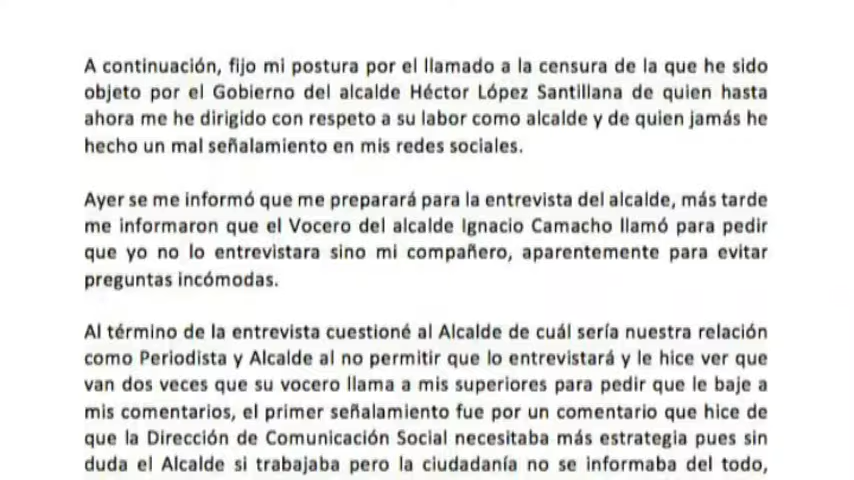 A continuación, fijo mi postura por el llamado a la censura de la que he sido
objeto por el Gobierno del alcalde Héctor López Santillana de quien hasta
ahora me he dirigido con respeto a su labor como alcalde y de quien jamás he
hecho un mal señalamiento en mis redes sociales.
Ayer se me informó que me preparará para la entrevista del alcalde, más tarde
me informaron que el Vocero del alcalde Ignacio Camacho llamó para pedir
que yo no lo entrevistara sino mi compañero, aparentemente para evitar
preguntas incómodas.
Al término de la entrevista cuestioné al Alcalde de cuál sería nuestra relación
como Periodista y Alcalde al no permitir que lo entrevistará y le hice ver que
van dos veces que su vocero llama a mis superiores para pedir que le baje a
mis comentarios, el primer señalamiento fue por un comentario que hice de
que la Dirección de Comunicación Social necesitaba más estrategia pues sin
duda el Alcalde si trabajaba pero la ciudadanía no se informaba del todo,